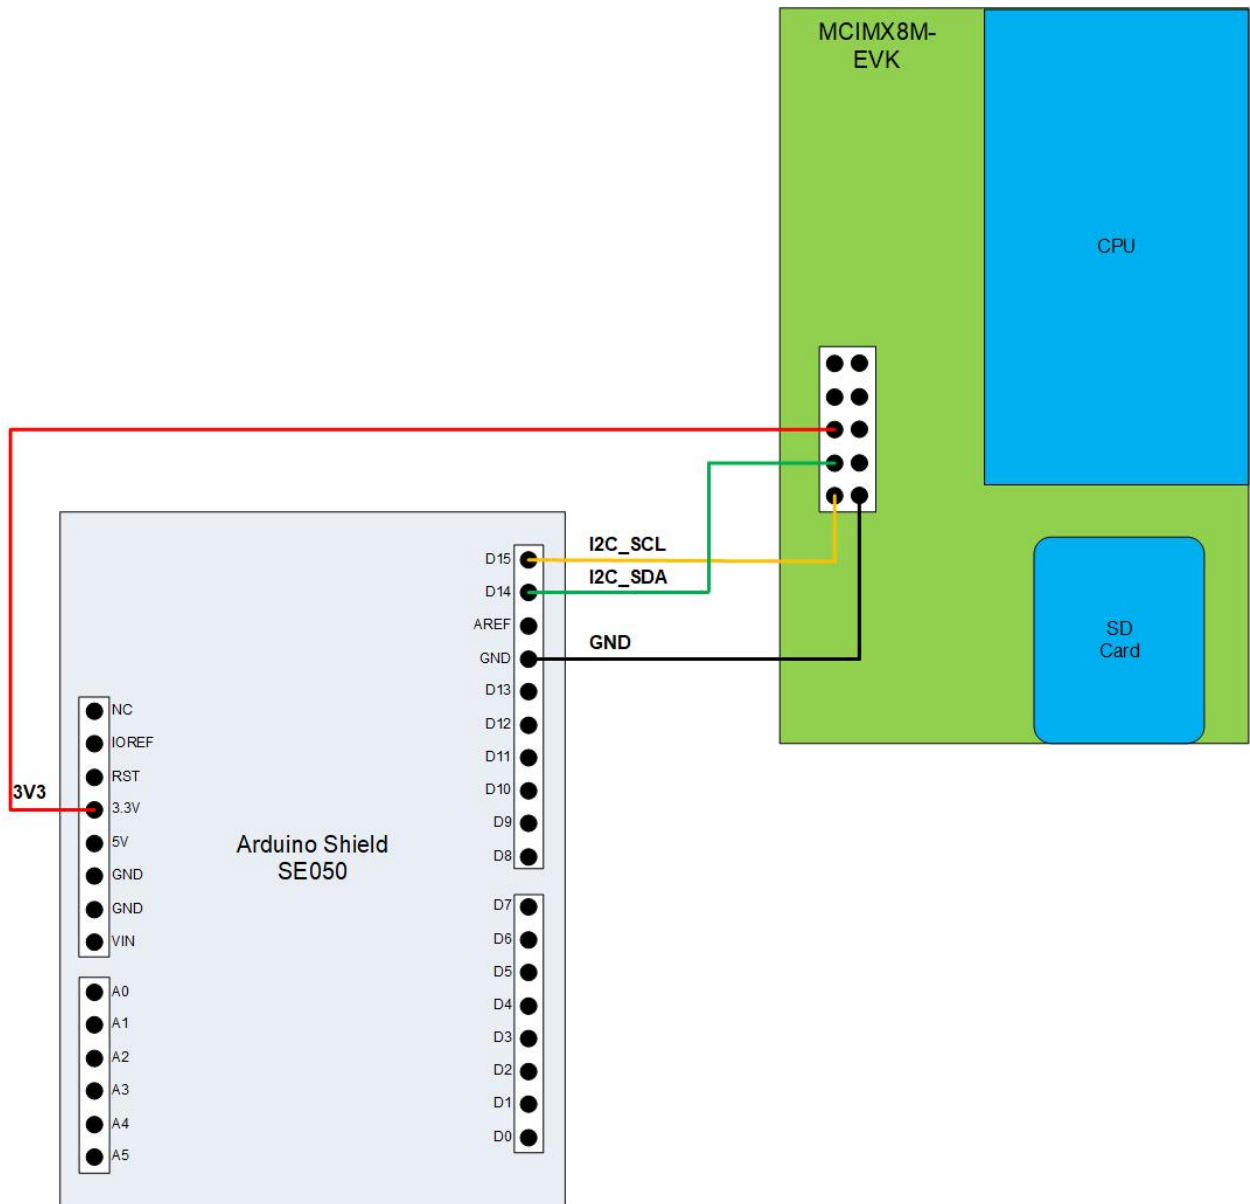 MCIMX8M-
EVK
CPU
SD
Card
I2C_SCL
I2C_SDA
GND
3V3
Arduino Shield
SE050
NC
IOREF
RST
3.3V
5V
GND
GND
VIN
A0
A1
A2
A3
A4
A5
D15
D14
AREF
GND
D13
D12
D11
D10
D9
D8
D7
D6
D5
D4
D3
D2
D1
D0